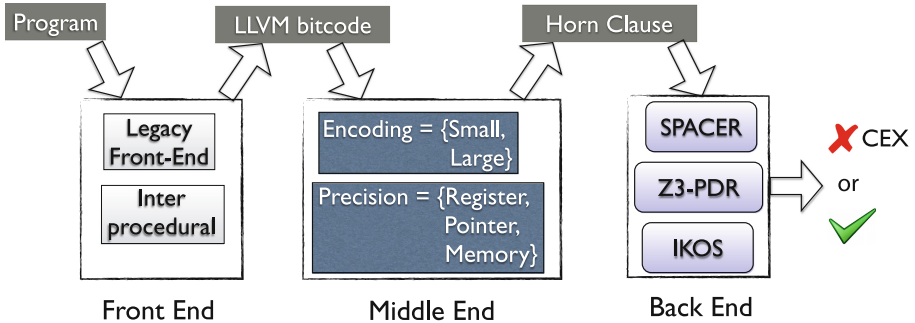 Program
LLVM bitcode
Horn Clause
Legacy
Front-End
Inter
procedural
Encoding = {Small,
Large}
Precision = {Register,
Pointer,
Memory}
SPACER
Z3-PDR
IKOS
CEX
or
Front End
Middle End
Back End